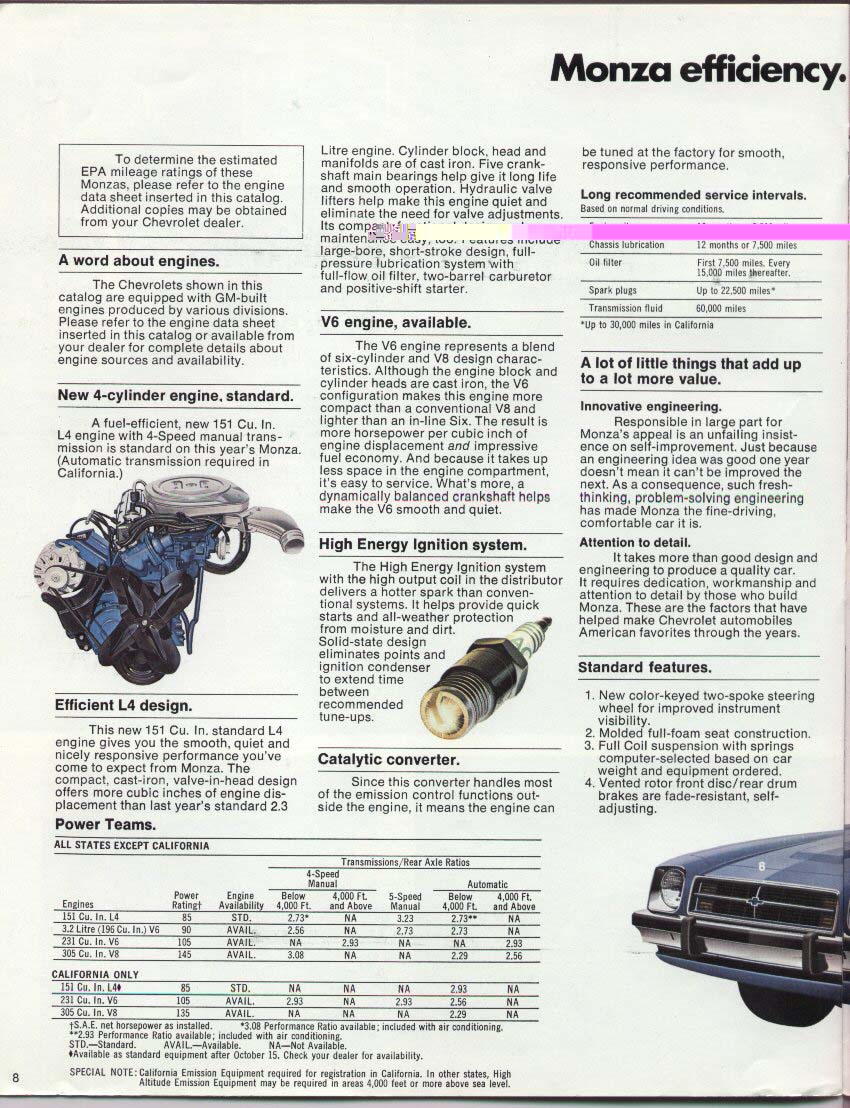 Monza efficiency.
To determine the estimated
EPA mileage ratings of these
Monzas, please refer to the engine
data sheet inserted in this catalog.
Additional copies may be obtained
from your Chevrolet dealer.
A word about engines.
The Chevrolets shown in this
catalog are equipped with GM-built
engines produced by various divisions.
Please refer to the engine data sheet
inserted in this catalog or available from
your dealer for complete details about
engine sources and availability.
New 4-cylinder engine, standard.
A fuel-efficient, new 151 Cu. In.
L4 engine with 4-Speed manual trans-
mission is standard on this year's Monza.
(Automatic transmission required in
California.)
Efficient L4 design.
This new 151 Cu. In. standard L4
engine gives you the smooth, quiet and
nicely responsive performance you've
come to expect from Monza. The
compact, cast-iron, valve-in-head design
offers more cubic inches of engine dis-
placement than last year's standard 2.3
Litre engine. Cylinder block, head and
manifolds are of cast iron. Five crank-
shaft main bearings help give it long life
and smooth operation. Hydraulic valve
lifters help make this engine quiet and
eliminate the need for valve adjustments.
Its
maintenance easy, too. Features include
large-bore, short-stroke design, full-
pressure lubrication system with
full-flow oil filter, two-barrel carburetor
and positive-shift starter.
V6 engine, available.
The V6 engine represents a blend
of six-cylinder and V8 design charac-
teristics. Although the engine block and
cylinder heads are cast iron, the V6
configuration makes this engine more
compact than a conventional V8 and
lighter than an in-line Six. The result is
more horsepower per cubic inch of
engine displacement and impressive
fuel economy. And because it takes up
less space in the engine compartment,
it's easy to service. What's more, a
dynamically balanced crankshaft helps
make the V6 smooth and quiet.
High Energy Ignition system.
The High Energy Ignition system
with the high output coil in the distributor
delivers a hotter spark than conven-
tional systems. It helps provide quick
starts and all-weather protection
from moisture and dirt.
Solid-state design
eliminates points and
ignition condenser
to extend time
between
recommended
tune-ups.
AC
Catalytic converter.
Since this converter handles most
of the emission control functions out-
side the engine, it means the engine can
be tuned at the factory for smooth,
responsive performance.
Long recommended service intervals.
Based on normal driving conditions.
Chassis lubrication 12 months or 7,500 miles
Oil filter First 7,500 miles. Every
15,000 miles thereafter.
Spark plugs Up to 22,500 miles*
Transmission fluid 60,000 miles
*Up to 30,000 miles in California
A lot of little things that add up
to a lot more value.
Innovative engineering.
Responsible in large part for
Monza's appeal is an unfailing insist-
ence on self-improvement. Just because
an engineering idea was good one year
doesn't mean it can't be improved the
next. As a consequence, such fresh-
thinking, problem-solving engineering
has made Monza the fine-driving,
comfortable car it is.
Attention to detail.
It takes more than good design and
engineering to produce a quality car.
It requires dedication, workmanship and
attention to detail by those who build
Monza. These are the factors that have
helped make Chevrolet automobiles
American favorites through the years.
Standard features.
1. New color-keyed two-spoke steering
wheel for improved instrument
visibility.
2. Molded full-foam seat construction.
3. Full Coil suspension with springs
computer-selected based on car
weight and equipment ordered.
4. Vented rotor front disc/rear drum
brakes are fade-resistant, self-
adjusting.
6
Power Teams.
ALL STATES EXCEPT CALIFORNIA
Transmissions/Rear Axle Ratios
4-Speed
Manual Automatic
Power Engine Below 4,000 Ft. 5-Speed Below 4,000 Ft.
Engines Rating† Availability 4,000 Ft. and Above Manual 4,000 Ft. and Above
151 Cu. In. L4 85 STD. 2.73* NA 3.23 2.73** NA
3.2 Litre (196 Cu. In.) V6 90 AVAIL. 2.56 NA 2.73 2.73 NA
231 Cu. In. V6 105 AVAIL. NA 2.93 NA NA 2.93
305 Cu. In. V8 145 AVAIL. 3.08 NA NA 2.29 2.56
CALIFORNIA ONLY
151 Cu. In. L4♦ 85 STD. NA NA NA 2.93 NA
231 Cu. In. V6 105 AVAIL. 2.93 NA 2.93 2.56 NA
305 Cu. In. V8 135 AVAIL. NA NA NA 2.29 NA
†S.A.E. net horsepower as installed. *3.08 Performance Ratio available; included with air conditioning.
**2.93 Performance Ratio available; included with air conditioning.
STD.—Standard. AVAIL.—Available. NA—Not Available.
♦Available as standard equipment after October 15. Check your dealer for availability.
SPECIAL NOTE: California Emission Equipment required for registration in California. In other states, High
Altitude Emission Equipment may be required in areas 4,000 feet or more above sea level.
8